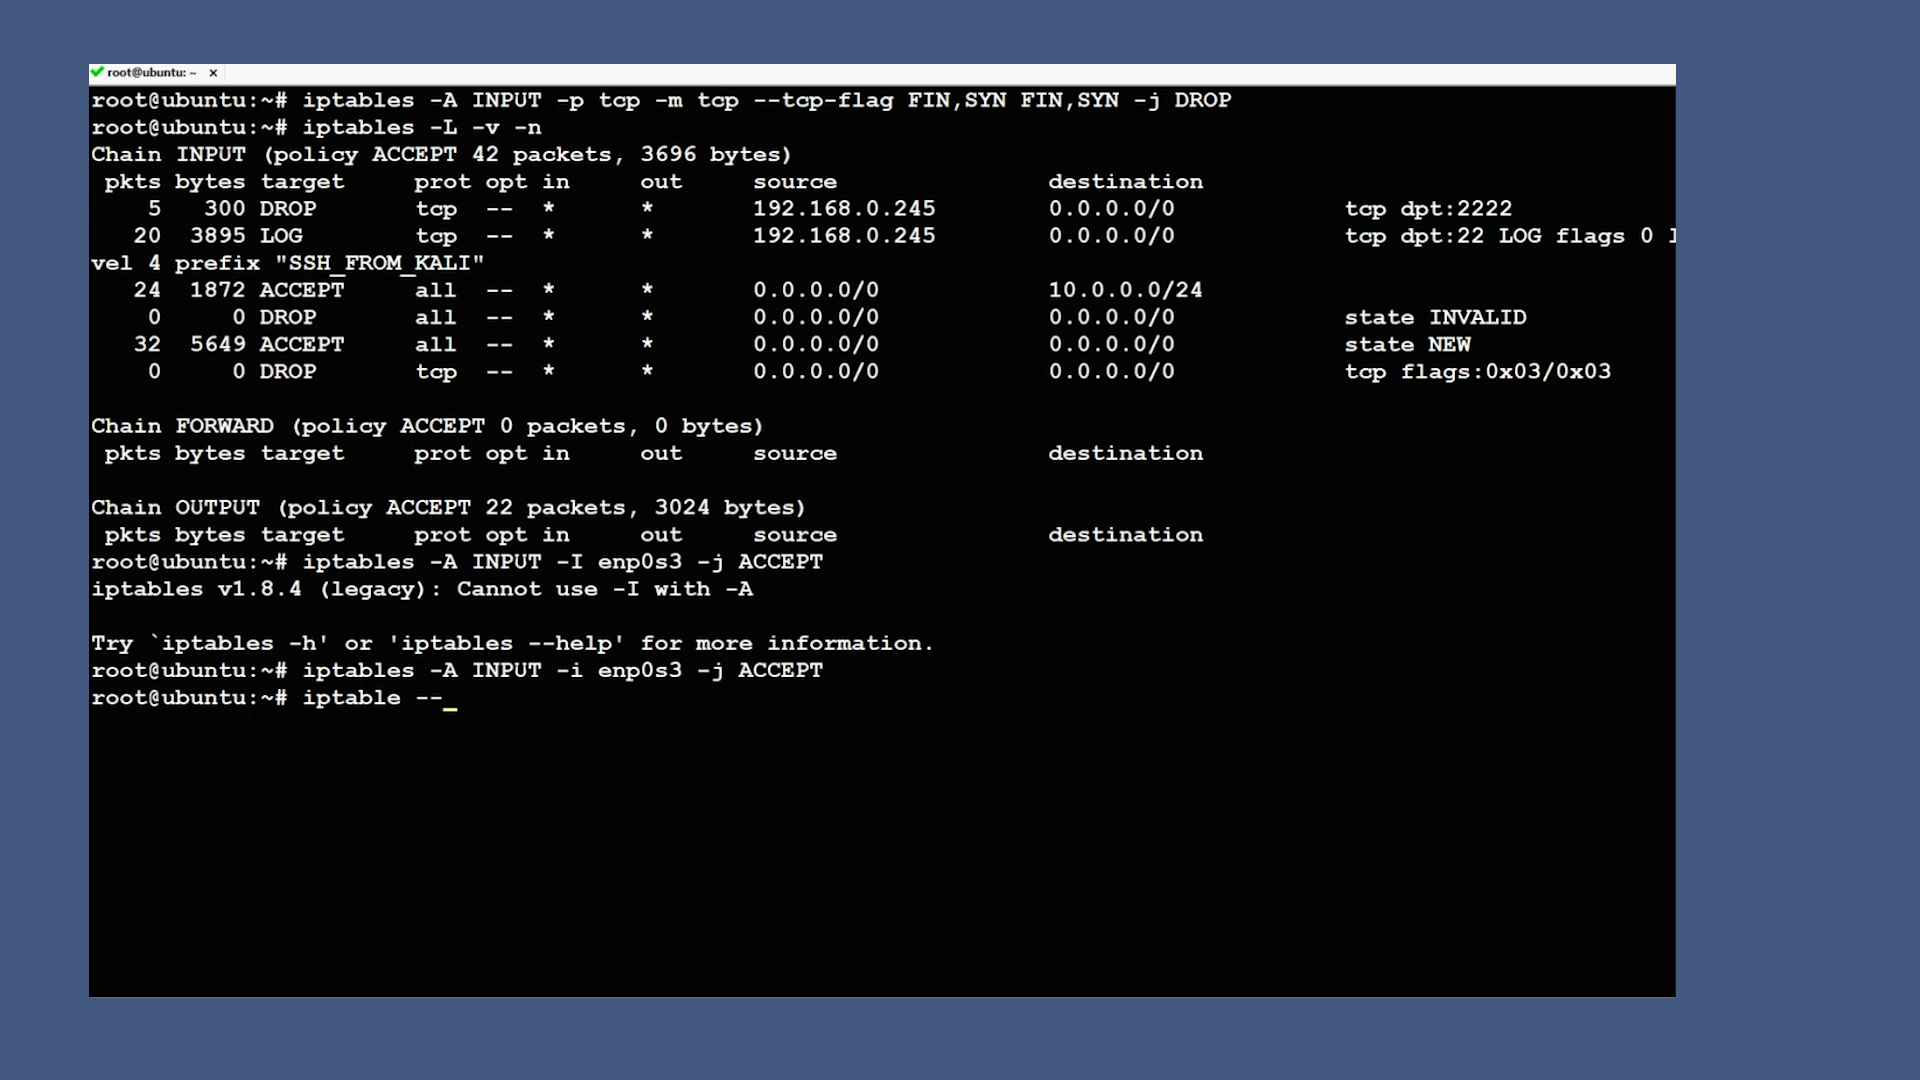 root@ubuntu: ~ ×
root@ubuntu:~# iptables -A INPUT -p tcp -m tcp --tcp-flag FIN,SYN FIN,SYN -j DROP
root@ubuntu:~# iptables -L -v -n
Chain INPUT (policy ACCEPT 42 packets, 3696 bytes)
 pkts bytes target     prot opt in     out     source               destination
    5   300 DROP       tcp  --  *      *       192.168.0.245        0.0.0.0/0            tcp dpt:2222
   20  3895 LOG        tcp  --  *      *       192.168.0.245        0.0.0.0/0            tcp dpt:22 LOG flags 0 l
vel 4 prefix "SSH_FROM_KALI"
   24  1872 ACCEPT     all  --  *      *       0.0.0.0/0            10.0.0.0/24
    0     0 DROP       all  --  *      *       0.0.0.0/0            0.0.0.0/0            state INVALID
   32  5649 ACCEPT     all  --  *      *       0.0.0.0/0            0.0.0.0/0            state NEW
    0     0 DROP       tcp  --  *      *       0.0.0.0/0            0.0.0.0/0            tcp flags:0x03/0x03
Chain FORWARD (policy ACCEPT 0 packets, 0 bytes)
 pkts bytes target     prot opt in     out     source               destination
Chain OUTPUT (policy ACCEPT 22 packets, 3024 bytes)
 pkts bytes target     prot opt in     out     source               destination
root@ubuntu:~# iptables -A INPUT -I enp0s3 -j ACCEPT
iptables v1.8.4 (legacy): Cannot use -I with -A
Try `iptables -h' or 'iptables --help' for more information.
root@ubuntu:~# iptables -A INPUT -i enp0s3 -j ACCEPT
root@ubuntu:~# iptable --_